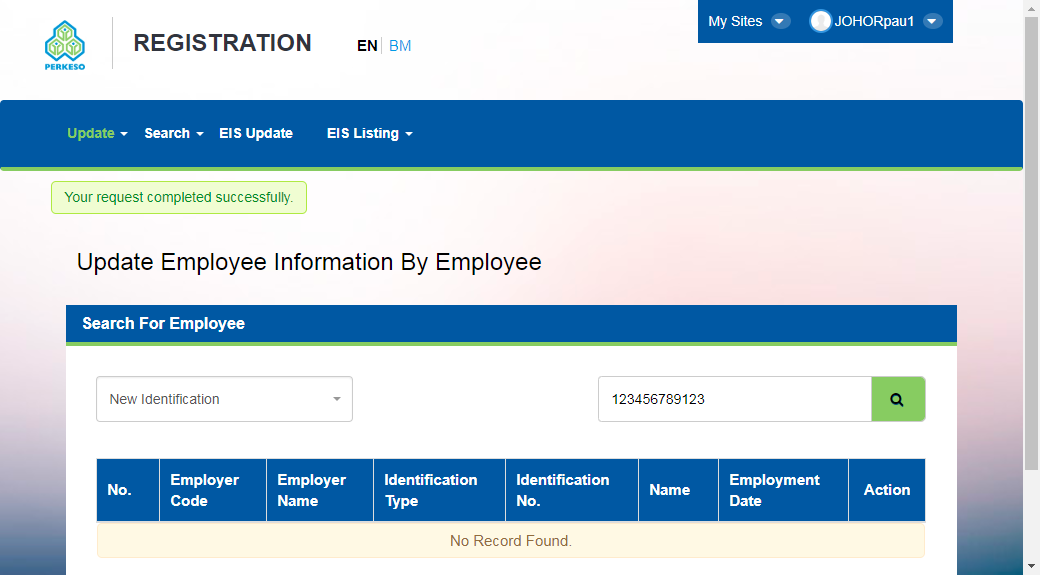 My Sites JOHORpau1
PERKESO
REGISTRATION EN BM
Update Search EIS Update EIS Listing
Your request completed successfully.
Update Employee Information By Employee
Search For Employee
New Identification 123456789123
No. Employer Code Employer Name Identification Type Identification No. Name Employment Date Action
No Record Found.